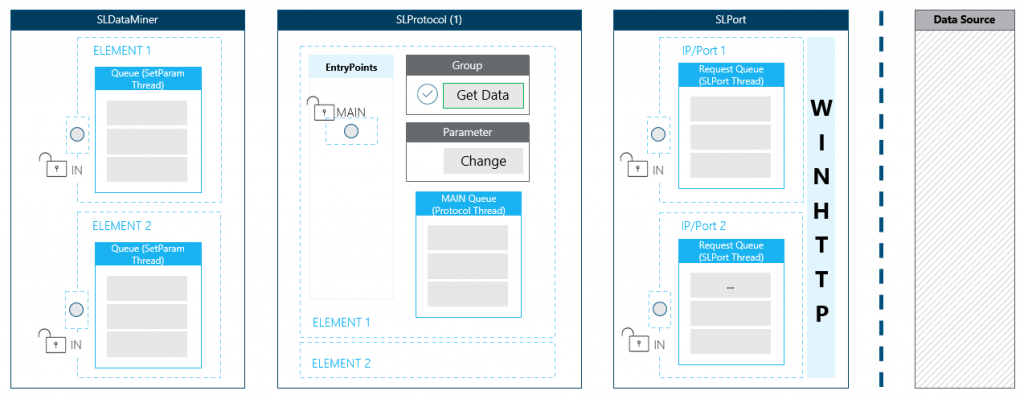 SLDataMiner
ELEMENT 1
Queue (SetParam
Thread)
IN
ELEMENT 2
Queue (SetParam
Thread)
IN
SLProtocol (1)
EntryPoints
MAIN
Group
Get Data
Parameter
Change
MAIN Queue
(Protocol Thread)
ELEMENT 1
ELEMENT 2
SLPort
IP/Port 1
Request Queue
(SLPort Thread)
IN
IP/Port 2
Request Queue
(SLPort Thread)
...
IN
W
I
N
H
T
T
P
Data Source